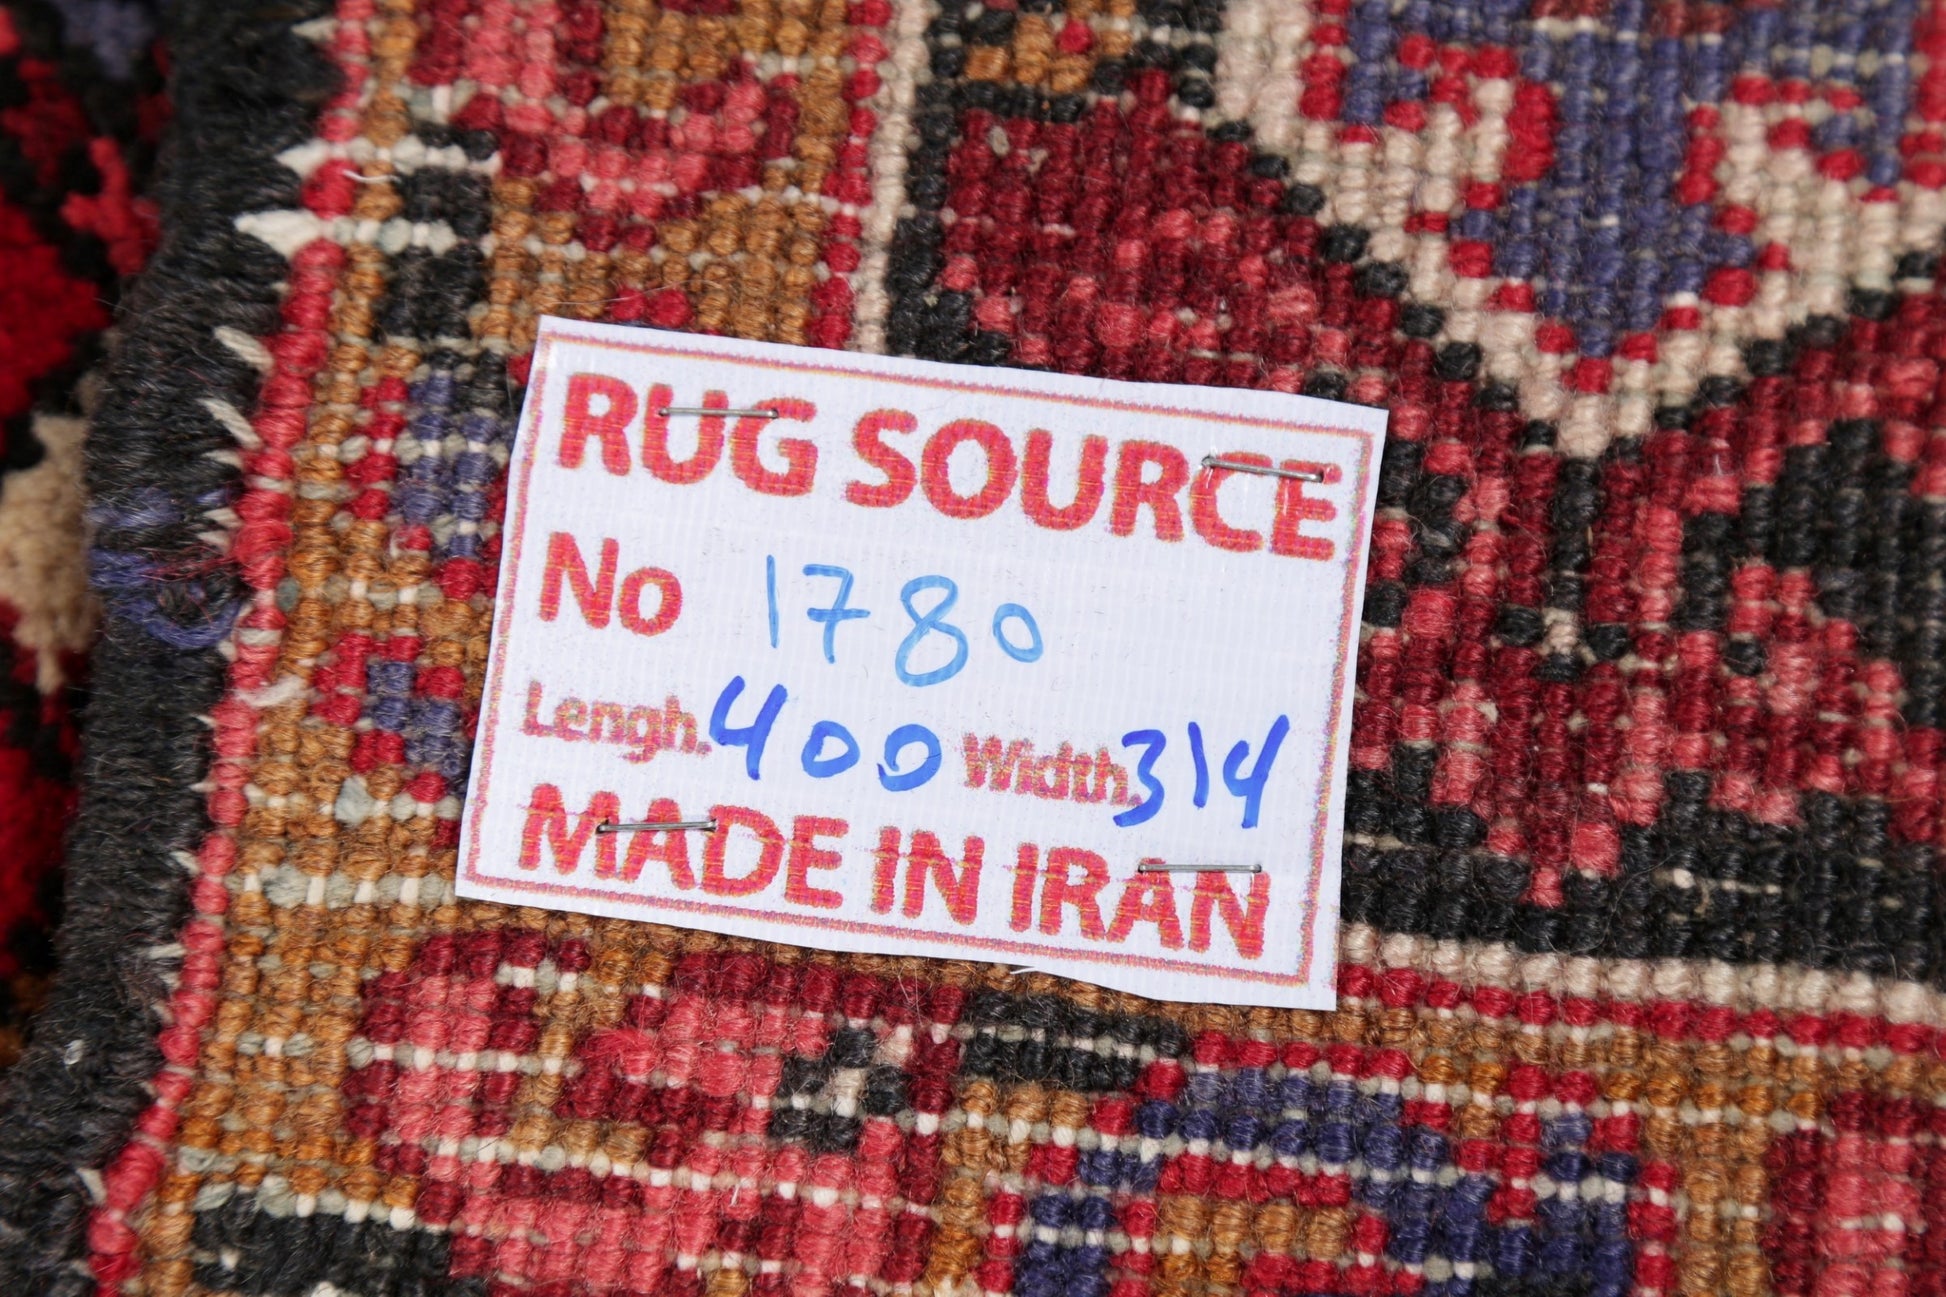 RUG SOURCE
No 1780
Lengh. 400 Width. 314
MADE IN IRAN